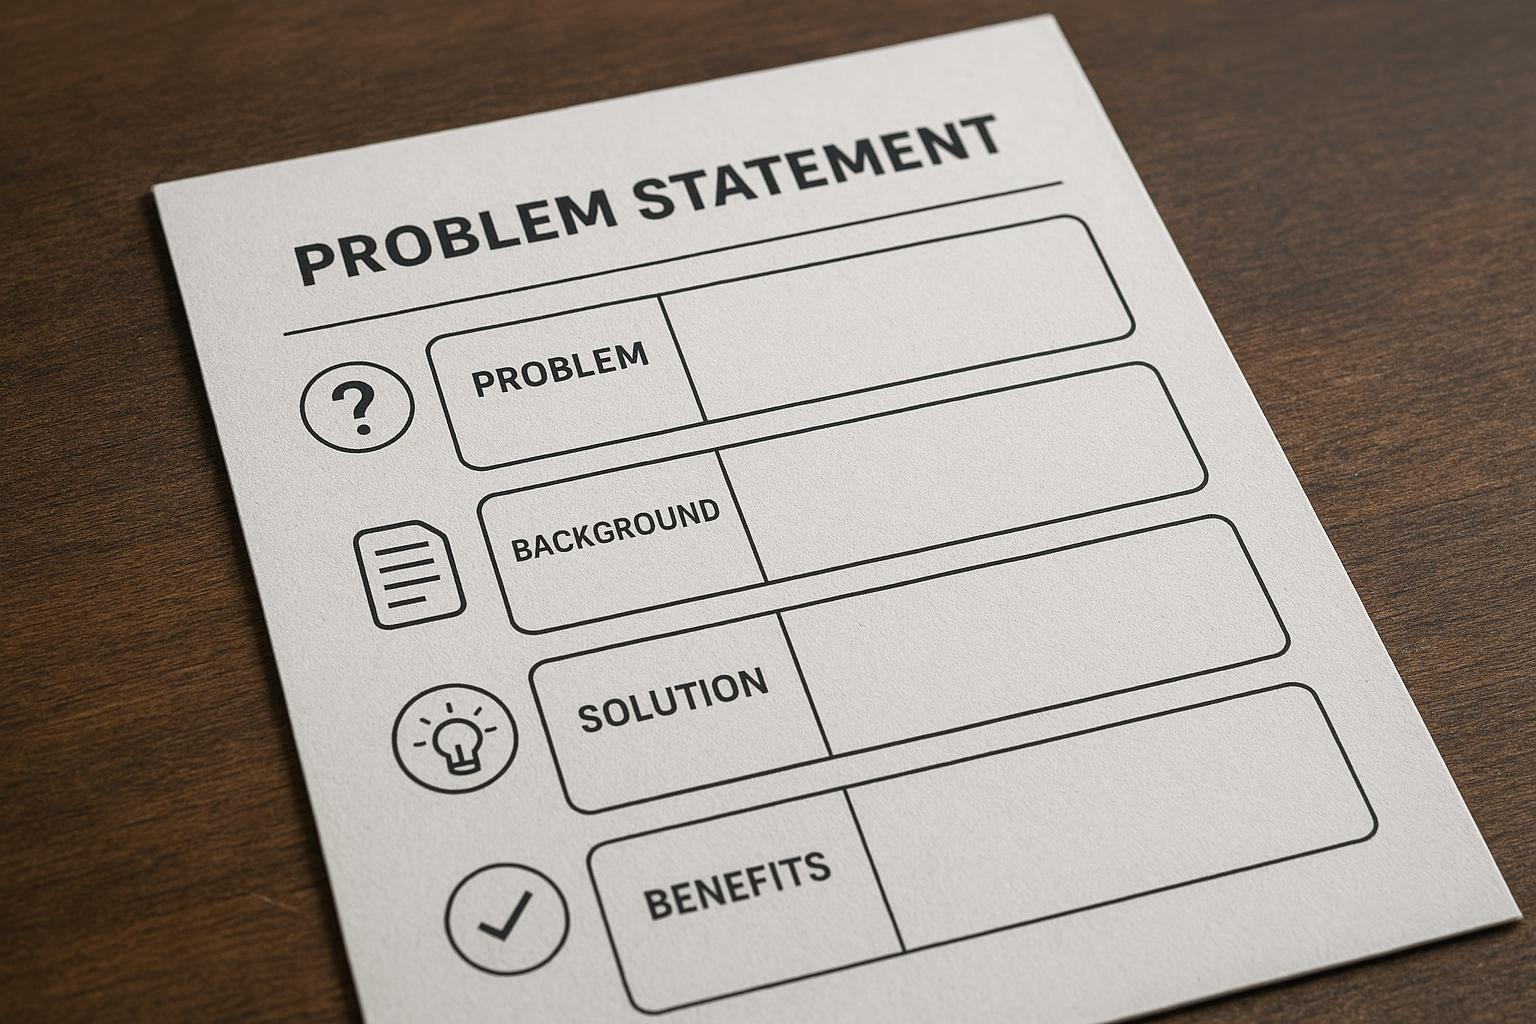 PROBLEM STATEMENT
?
PROBLEM
BACKGROUND
SOLUTION
BENEFITS